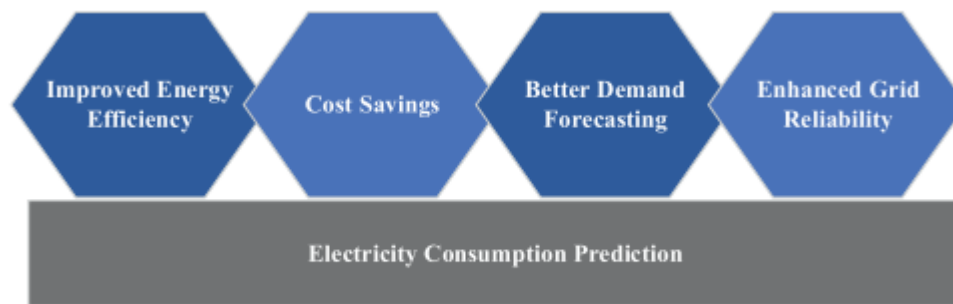 Improved Energy
Efficiency
Cost Savings
Better Demand
Forecasting
Enhanced Grid
Reliability
Electricity Consumption Prediction